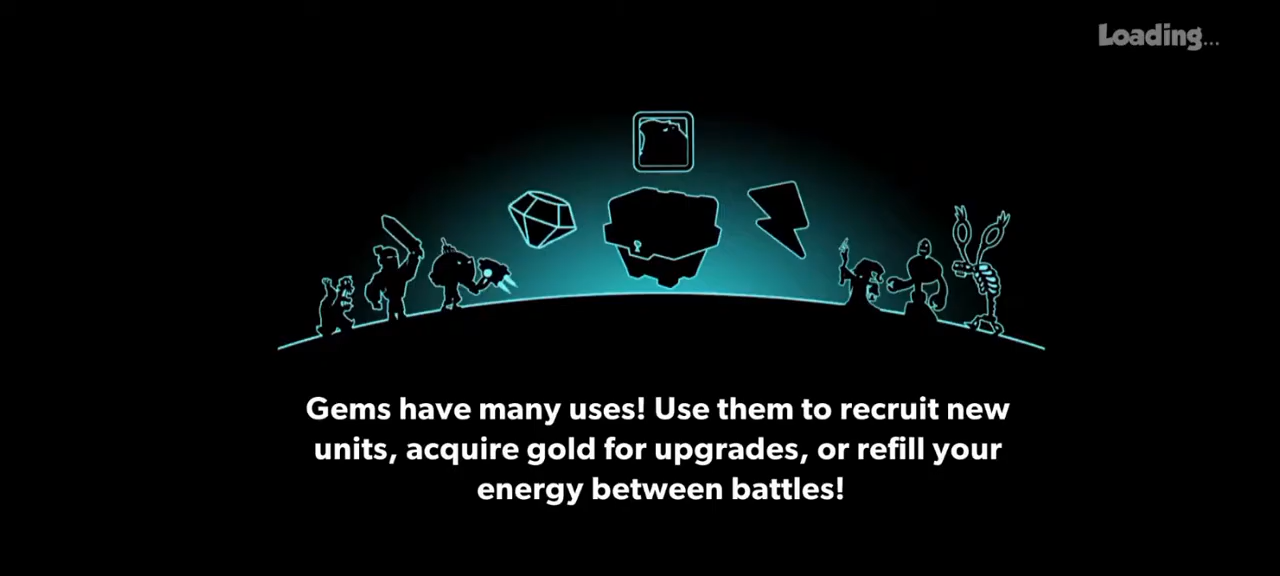 Loading...
Gems have many uses! Use them to recruit new
units, acquire gold for upgrades, or refill your
energy between battles!